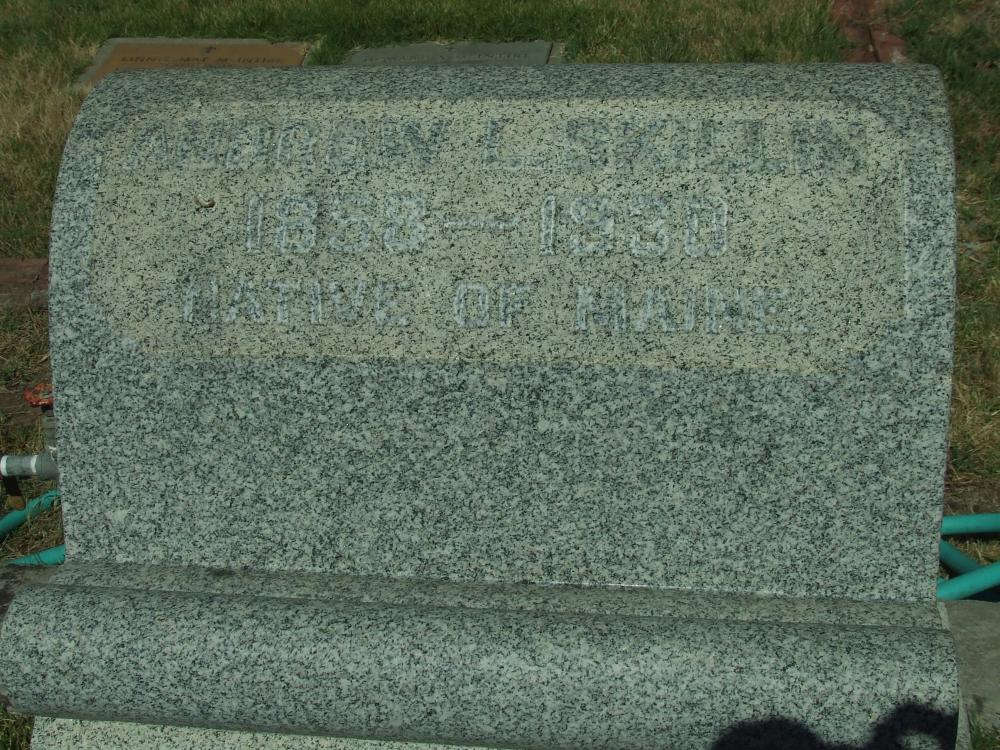 ANDREW L. SKILLIN
1858 — 1930
NATIVE OF MAINE.